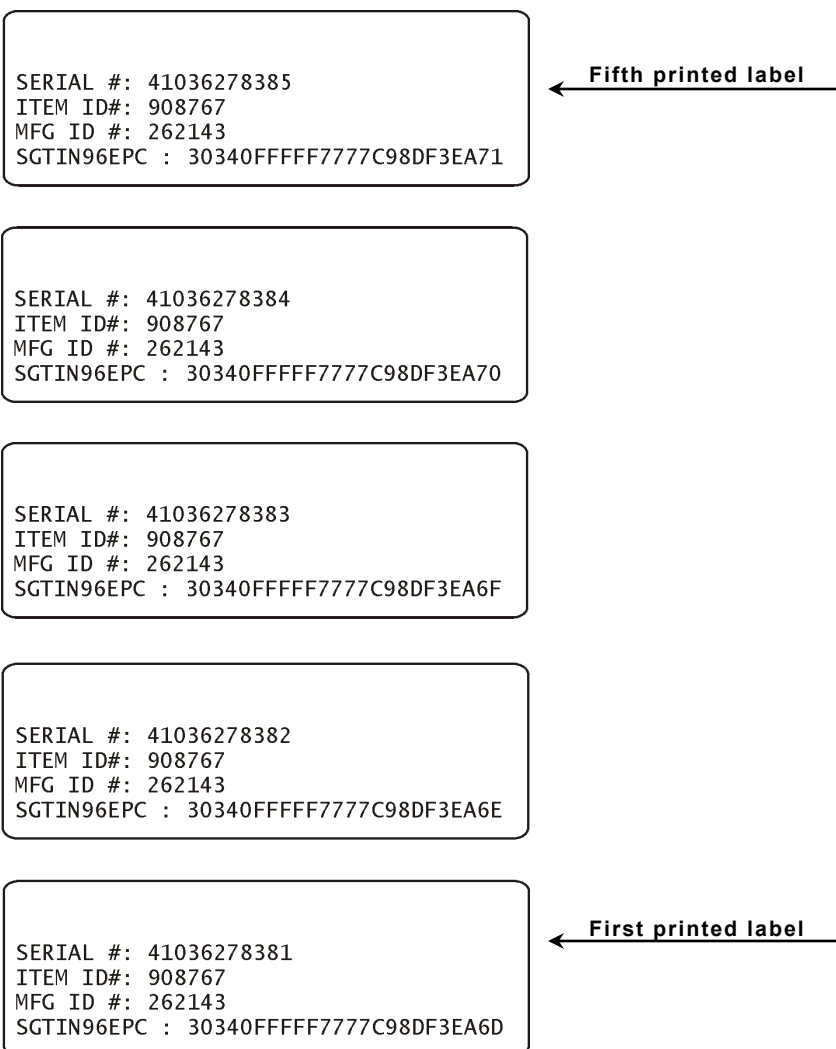 SERIAL #: 41036278385
Fifth printed label
ITEM ID#: 908767
MFG ID #: 262143
SGTIN96EPC : 30340FFFFF7777C98DF3EA71
SERIAL #: 41036278384
ITEM ID#: 908767
MFG ID #: 262143
SGTIN96EPC : 30340FFFFF7777C98DF3EA70
SERIAL #: 41036278383
ITEM ID#: 908767
MFG ID #: 262143
SGTIN96EPC : 30340FFFFF7777C98DF3EA6F
SERIAL #: 41036278382
ITEM ID#: 908767
MFG ID #: 262143
SGTIN96EPC : 30340FFFFF7777C98DF3EA6E
First printed label
SERIAL #: 41036278381
ITEM ID#: 908767
MFG ID #: 262143
SGTIN96EPC : 30340FFFFF7777C98DF3EA6D